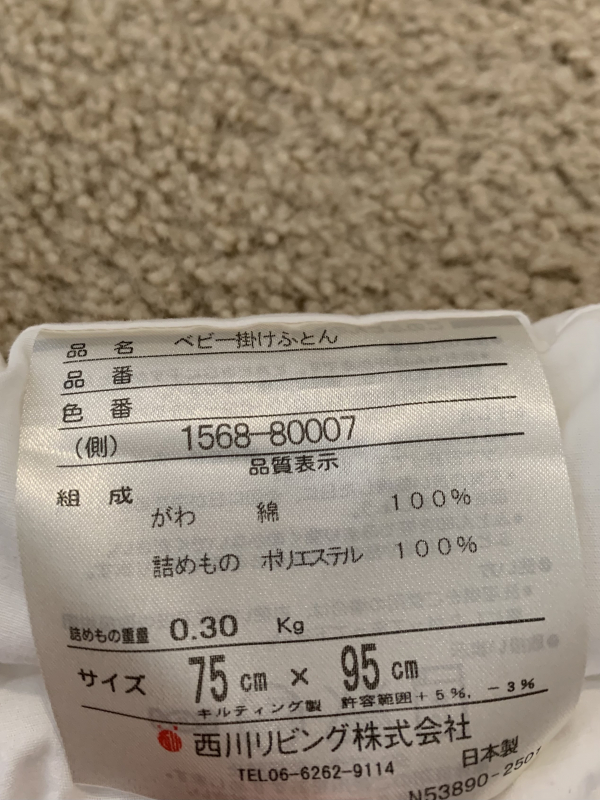 品名 ベビー掛けふとん
品番
色番
(側) 1568-80007
品質表示
組成 がわ 綿 100%
詰めもの ポリエステル 100%
詰めもの重量 0.30 Kg
サイズ 75cm × 95cm
キルティング製 許容範囲+5%, -3%
西川リビング株式会社
日本製
TEL06-6262-9114
N53890-250